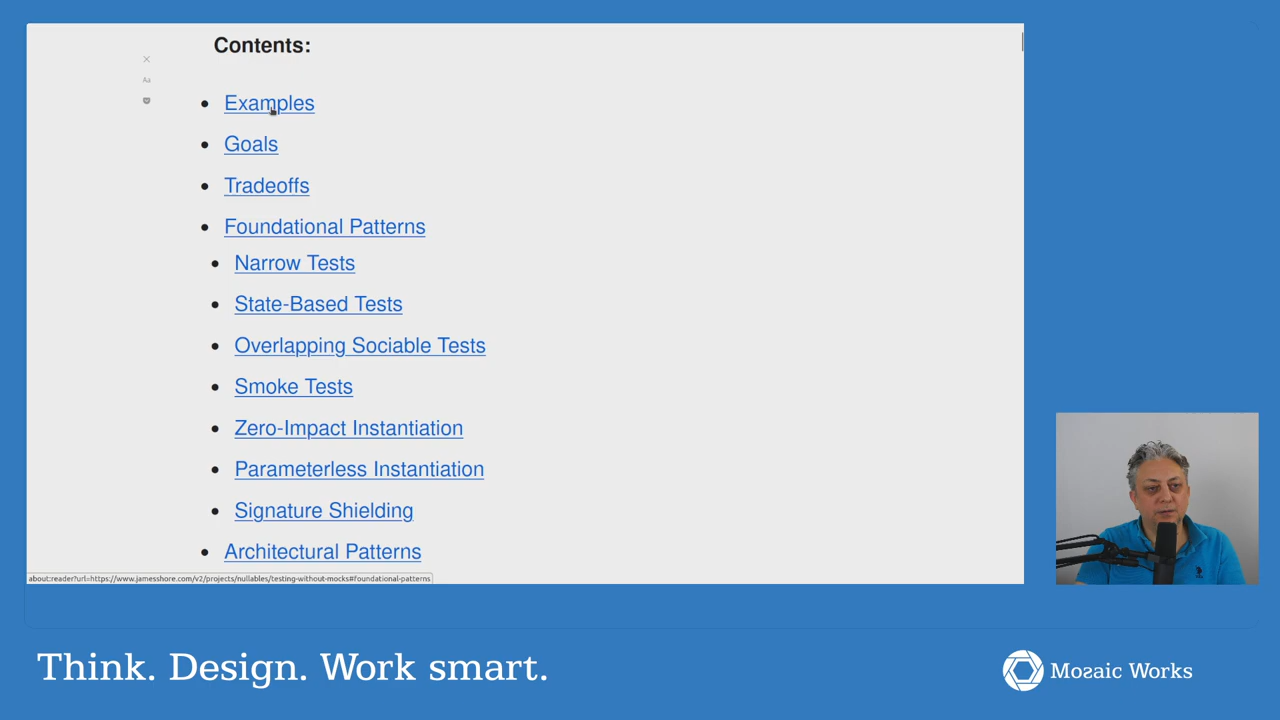 Contents:
Aa
Examples
Goals
Tradeoffs
Foundational Patterns
Narrow Tests
State-Based Tests
Overlapping Sociable Tests
Smoke Tests
Zero-Impact Instantiation
Parameterless Instantiation
Signature Shielding
Architectural Patterns
about:reader?url=https://www.jamesshore.com/v2/projects/nullables/testing-without-mocks#foundational-patterns
Think. Design. Work smart.
Mosaic Works